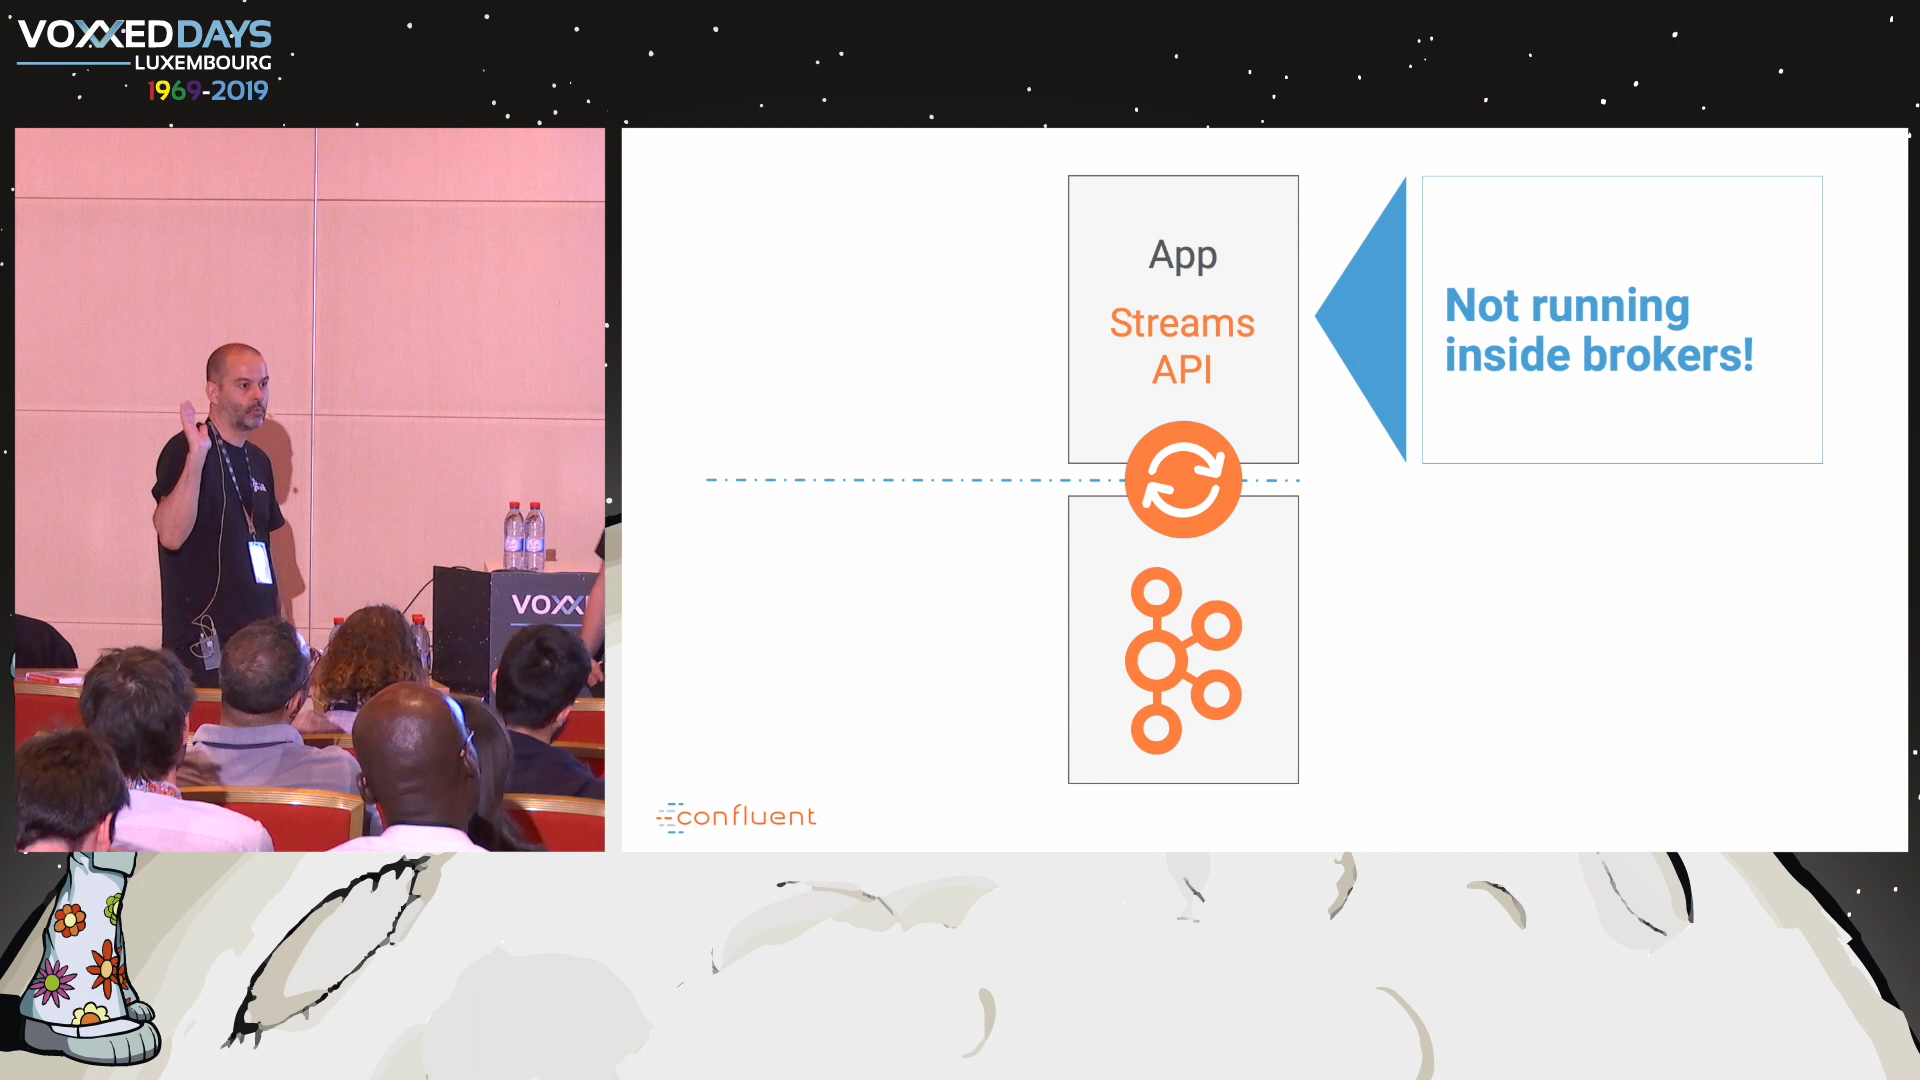 VOXXEDDAYS
LUXEMBOURG
1969-2019
App
Streams
API
Not running
inside brokers!
confluent
VOXX